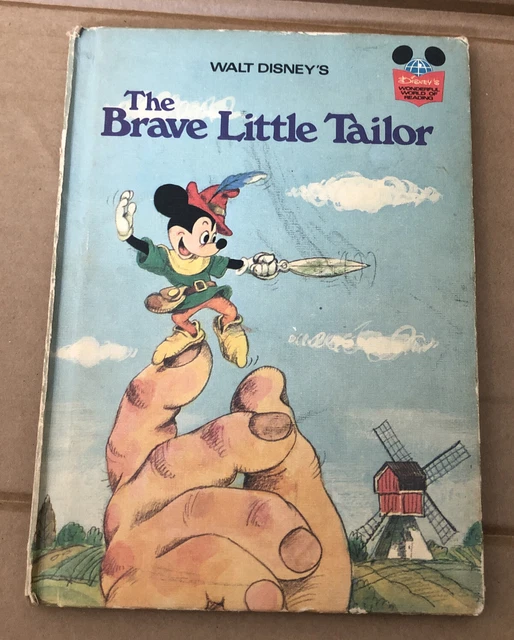 WALT DISNEY'S
DISNEY'S
WONDERFUL
WORLD OF
READING
The
Brave Little Tailor